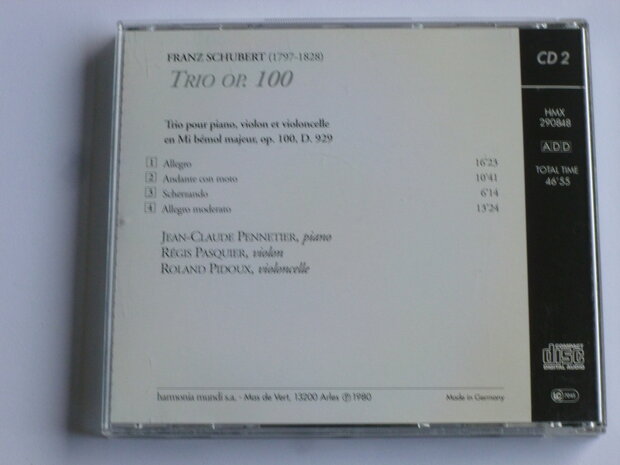 FRANZ SCHUBERT (1797-1828)
TRIO OP. 100
Trio pour piano, violon et violoncelle
en Mi bémol majeur, op. 100, D. 929
1 Allegro 16'23
2 Andante con moto 10'41
3 Scherzando 6'14
4 Allegro moderato 13'24
JEAN-CLAUDE PENNETIER, piano
RÉGIS PASQUIER, violon
ROLAND PIDOUX, violoncelle
harmonia mundi s.a. - Mas de Vert, 13200 Arles ℗ 1980
Made in Germany
CD 2
HMX
290848
ADD
TOTAL TIME
46'55
COMPACT
disc
DIGITAL AUDIO